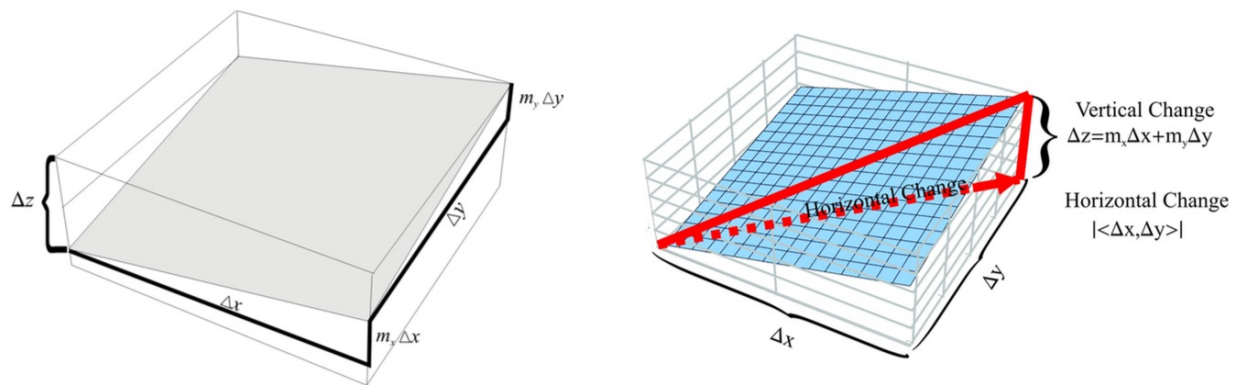 Δz
Δx
m_x Δx
Δy
m_y Δy
Horizontal Change
Δx
Δy
Vertical Change
Δz=m_xΔx+m_yΔy
Horizontal Change
|<Δx,Δy>|